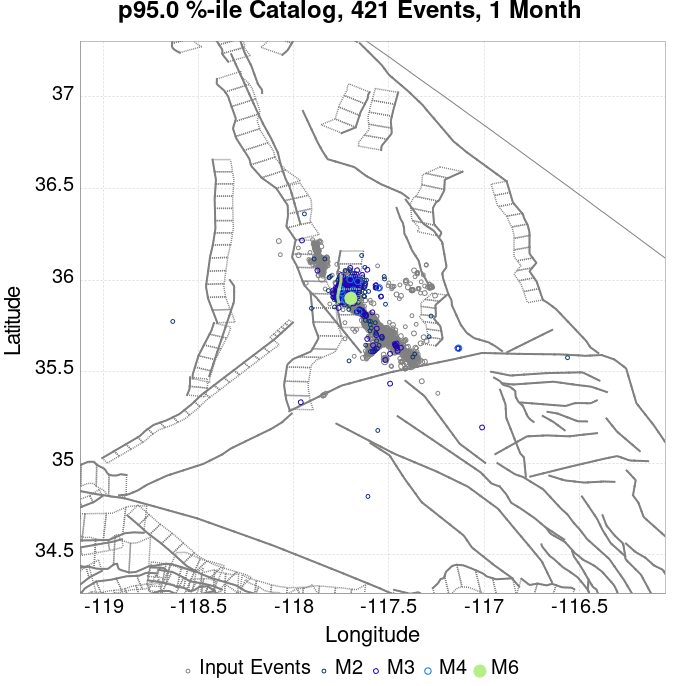 p95.0 %-ile Catalog, 421 Events, 1 Month
37
36.5
36
35.5
35
34.5
Latitude
-119 -118.5 -118 -117.5 -117 -116.5
Longitude
Input Events M2 M3 M4 M6